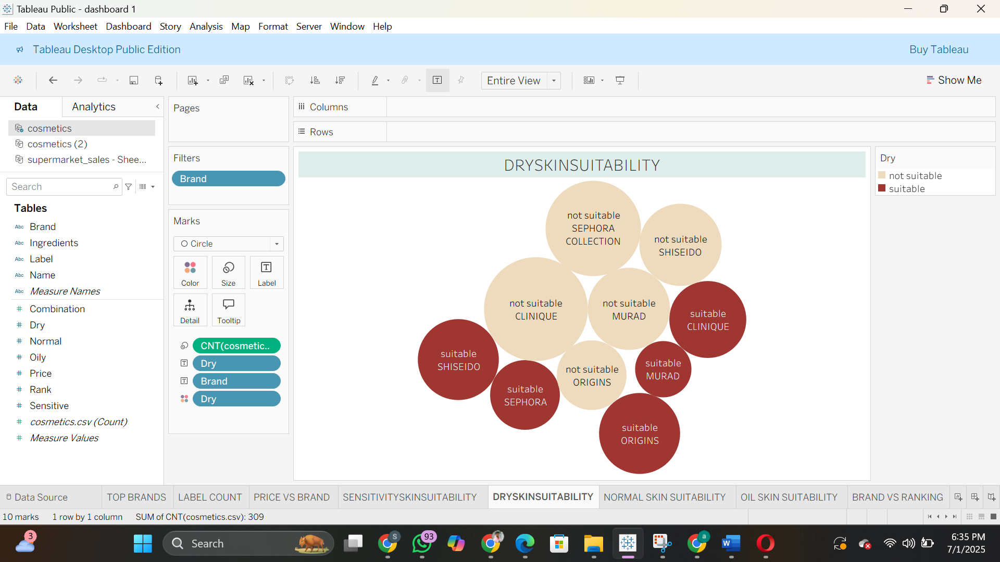 Tableau Public - dashboard 1
File Data Worksheet Dashboard Story Analysis Map Format Server Window Help
Tableau Desktop Public Edition
Buy Tableau
Entire View
Show Me
Data
Analytics
cosmetics
cosmetics (2)
supermarket_sales - Shee...
Search
Tables
Abc Brand
Abc Ingredients
Abc Label
Abc Name
Abc Measure Names
# Combination
# Dry
# Normal
# Oily
# Price
# Rank
# Sensitive
# cosmetics.csv (Count)
# Measure Values
Pages
Filters
Brand
Marks
Circle
Color
Size
Label
Detail
Tooltip
CNT(cosmetic..
Dry
Brand
Dry
Columns
Rows
DRYSKINSUITABILITY
not suitable
SEPHORA
COLLECTION
not suitable
SHISEIDO
not suitable
CLINIQUE
not suitable
MURAD
suitable
CLINIQUE
suitable
SHISEIDO
suitable
SEPHORA
not suitable
ORIGINS
suitable
MURAD
suitable
ORIGINS
Dry
not suitable
suitable
Data Source
TOP BRANDS
LABEL COUNT
PRICE VS BRAND
SENSITIVITYSKINSUITABILITY
DRYSKINSUITABILITY
NORMAL SKIN SUITABILITY
OIL SKIN SUITABILITY
BRAND VS RANKING
10 marks
1 row by 1 column
SUM of CNT(cosmetics.csv): 309
3
Search
S
93
a
W
6:35 PM
7/1/2025